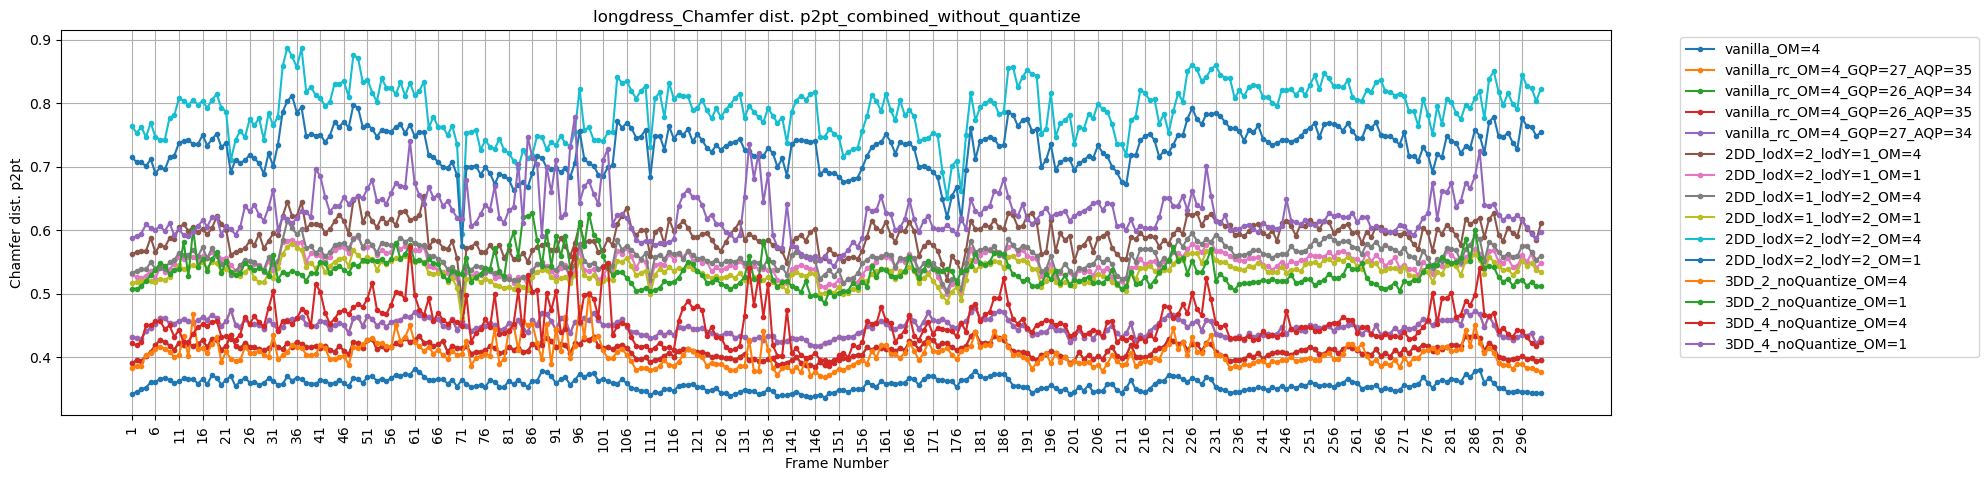 longdress_Chamfer dist. p2pt_combined_without_quantize
0.9
0.8
0.7
0.6
0.5
0.4
Chamfer dist. p2pt
1 6 11 16 21 26 31 36 41 46 51 56 61 66 71 76 81 86 91 96 101 106 111 116 121 126 131 136 141 146 151 156 161 166 171 176 181 186 191 196 201 206 211 216 221 226 231 236 241 246 251 256 261 266 271 276 281 286 291 296
Frame Number
vanilla_OM=4
vanilla_rc_OM=4_GQP=27_AQP=35
vanilla_rc_OM=4_GQP=26_AQP=34
vanilla_rc_OM=4_GQP=26_AQP=35
vanilla_rc_OM=4_GQP=27_AQP=34
2DD_lodX=2_lodY=1_OM=4
2DD_lodX=2_lodY=1_OM=1
2DD_lodX=1_lodY=2_OM=4
2DD_lodX=1_lodY=2_OM=1
2DD_lodX=2_lodY=2_OM=4
2DD_lodX=2_lodY=2_OM=1
3DD_2_noQuantize_OM=4
3DD_2_noQuantize_OM=1
3DD_4_noQuantize_OM=4
3DD_4_noQuantize_OM=1